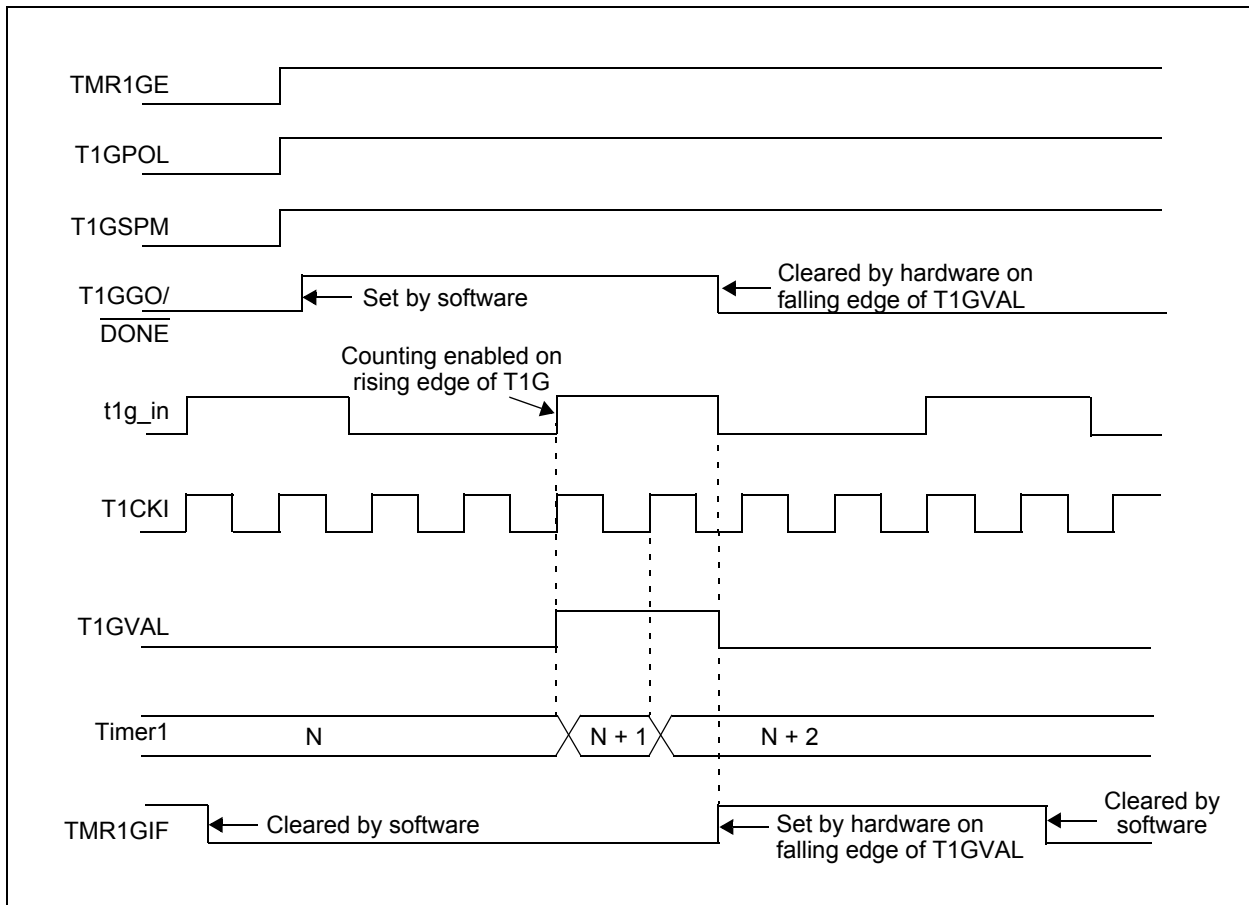 TMR1GE
T1GPOL
T1GSPM
T1GGO/
DONE
Set by software
Cleared by hardware on
falling edge of T1GVAL
Counting enabled on
rising edge of T1G
t1g_in
T1CKI
T1GVAL
Timer1
N
N + 1
N + 2
TMR1GIF
Cleared by software
Set by hardware on
falling edge of T1GVAL
Cleared by
software